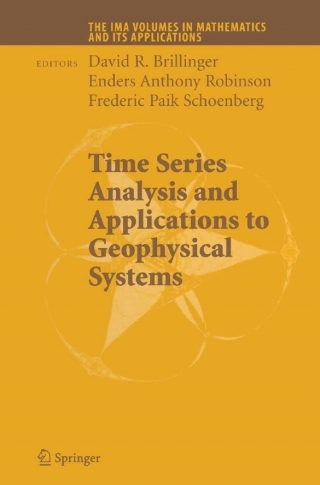 THE IMA VOLUMES IN MATHEMATICS
AND ITS APPLICATIONS
EDITORS David R. Brillinger
Enders Anthony Robinson
Frederic Paik Schoenberg
Time Series
Analysis and
Applications to
Geophysical
Systems
Springer